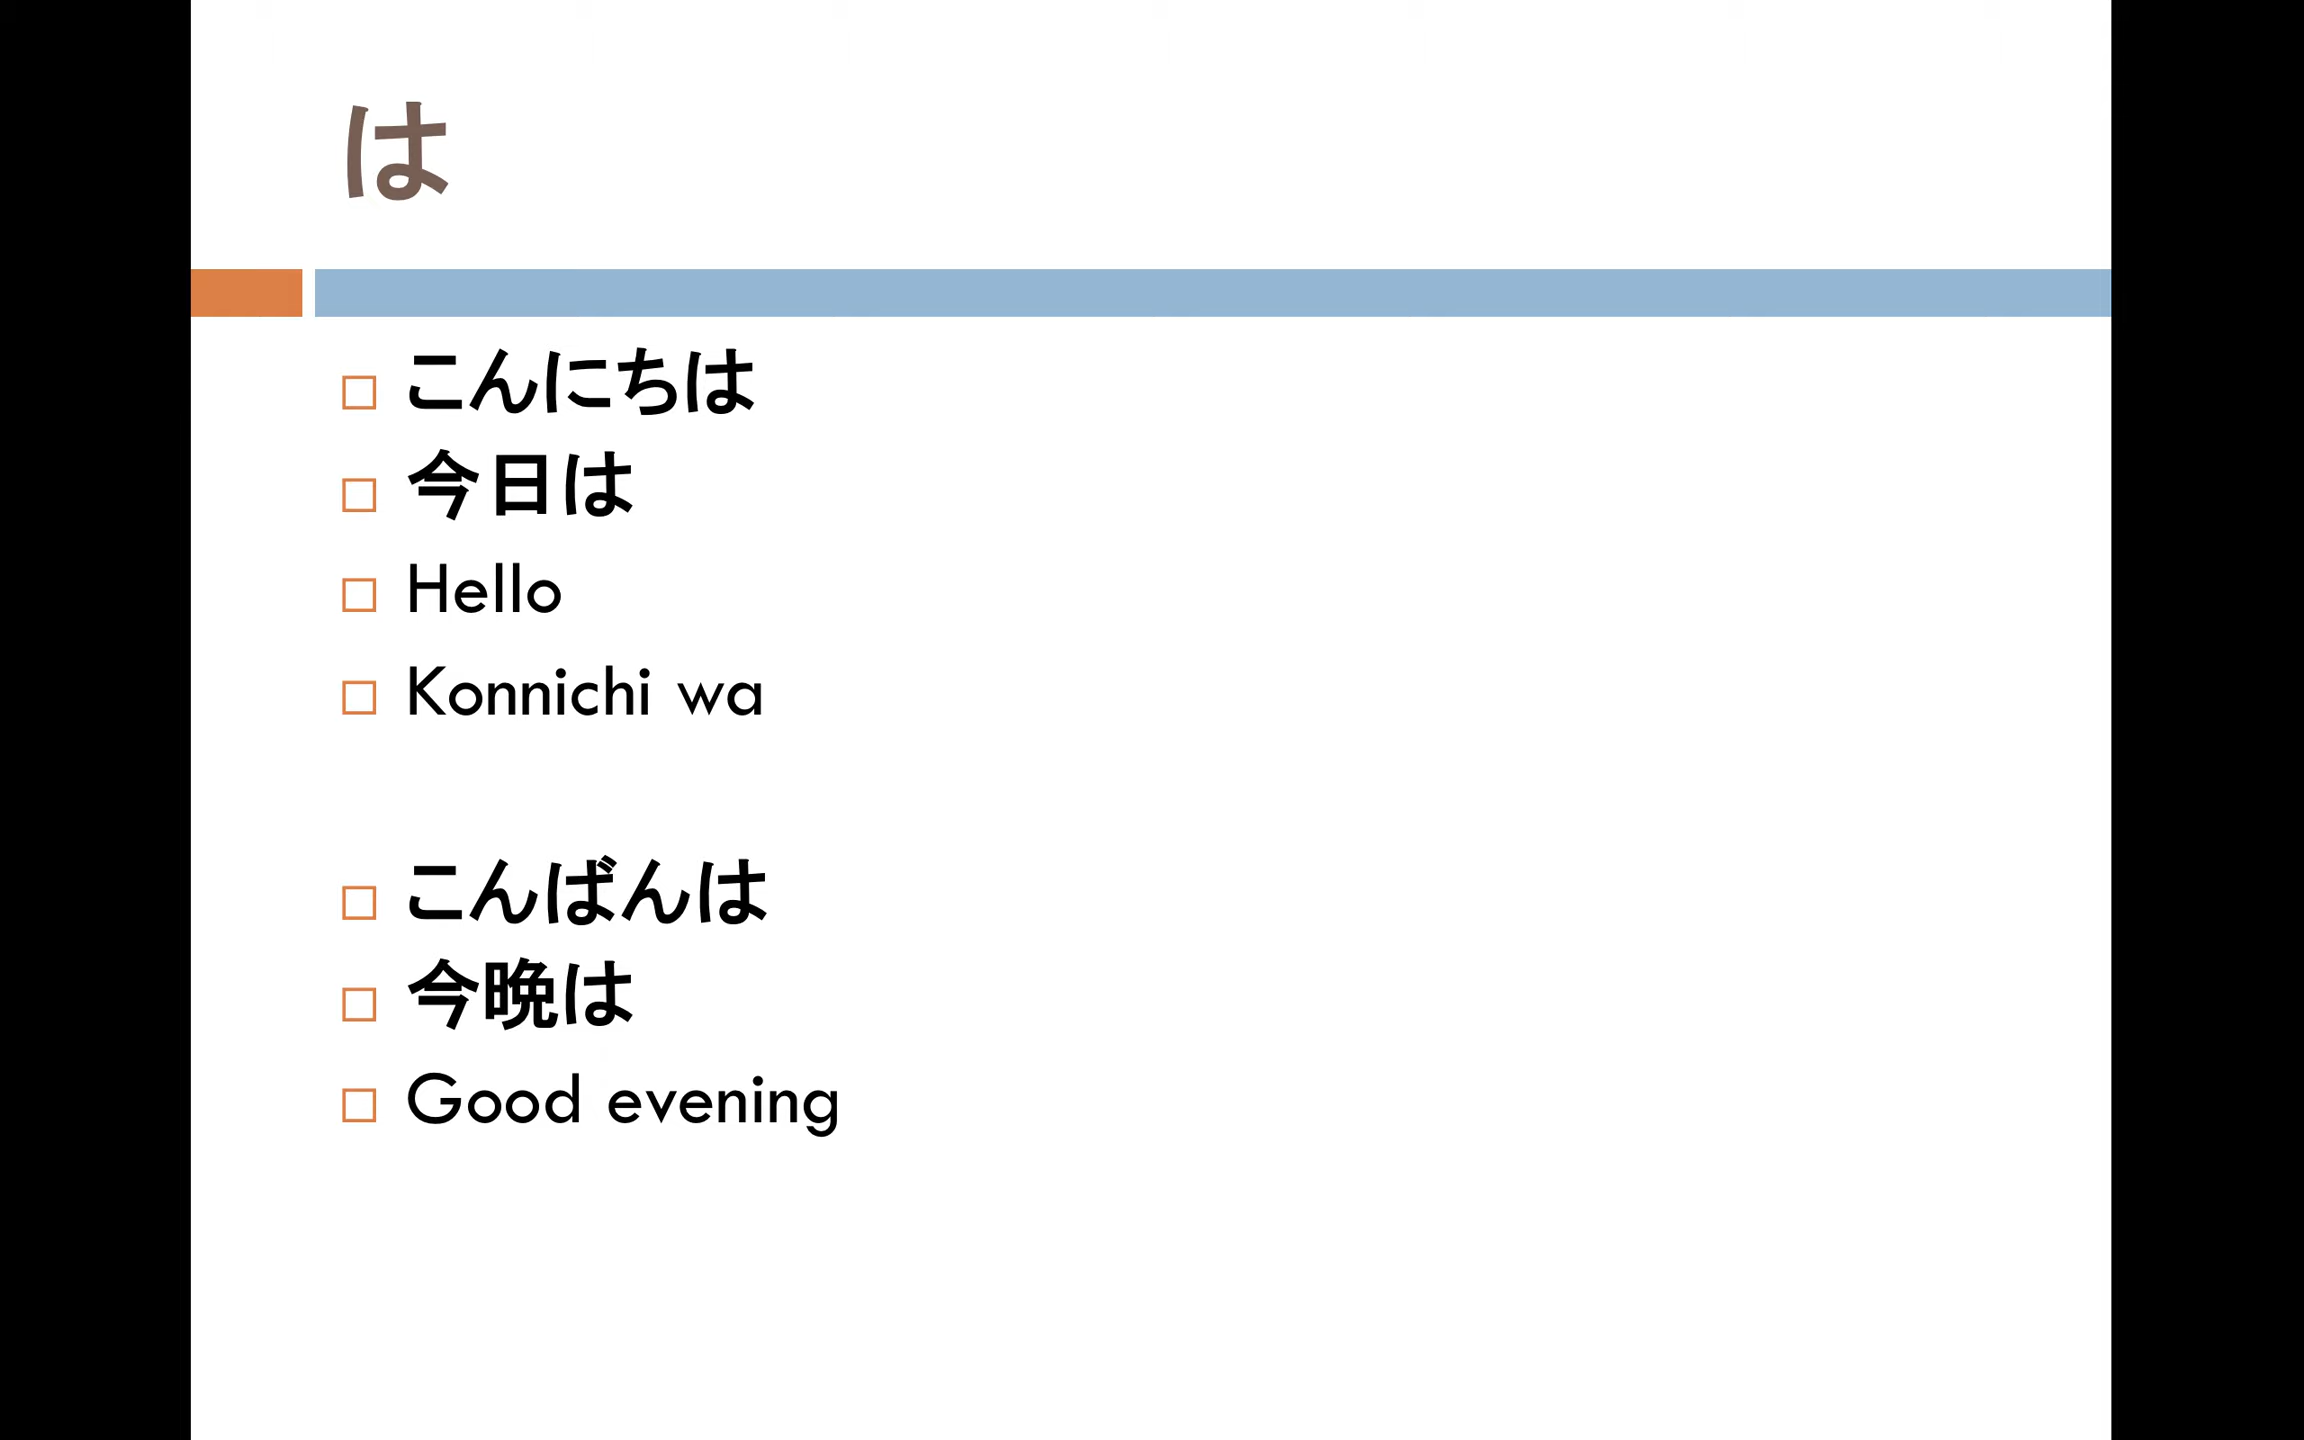 は
こんにちは
今日は
Hello
Konnichi wa
こんばんは
今晩は
Good evening